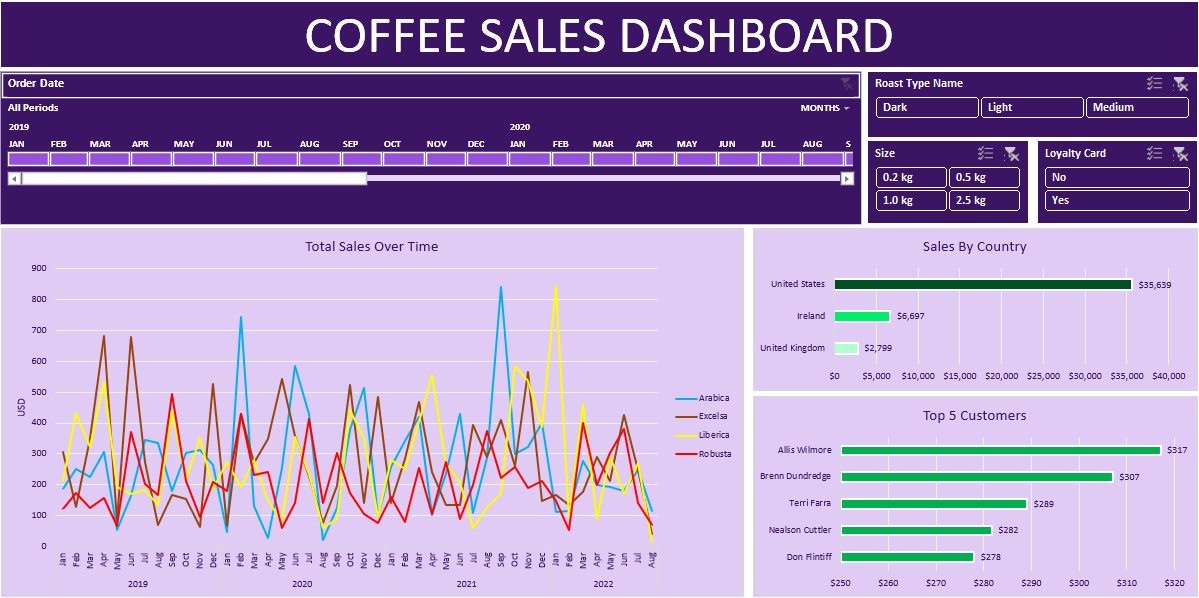 COFFEE SALES DASHBOARD
Order Date
All Periods
MONTHS
2019 2020
JAN FEB MAR APR MAY JUN JUL AUG SEP OCT NOV DEC JAN FEB MAR APR MAY JUN JUL AUG S
Roast Type Name
Dark Light Medium
Size
0.2 kg 0.5 kg
1.0 kg 2.5 kg
Loyalty Card
No
Yes
Total Sales Over Time
900
800
700
600
500
400
300
200
100
0
USD
Jan Feb Mar Apr May Jun Jul Aug Sep Oct Nov Dec Jan Feb Mar Apr May Jun Jul Aug Sep Oct Nov Dec Jan Feb Mar Apr May Jun Jul Aug Sep Oct Nov Dec Jan Feb Mar Apr May Jun Jul Aug
2019 2020 2021 2022
Arabica
Excelsa
Liberica
Robusta
Sales By Country
United States $35,639
Ireland $6,697
United Kingdom $2,799
$0 $5,000 $10,000 $15,000 $20,000 $25,000 $30,000 $35,000 $40,000
Top 5 Customers
Allis Wilmore $317
Brenn Dundredge $307
Terri Farra $289
Nealson Cuttler $282
Don Flintiff $278
$250 $260 $270 $280 $290 $300 $310 $320